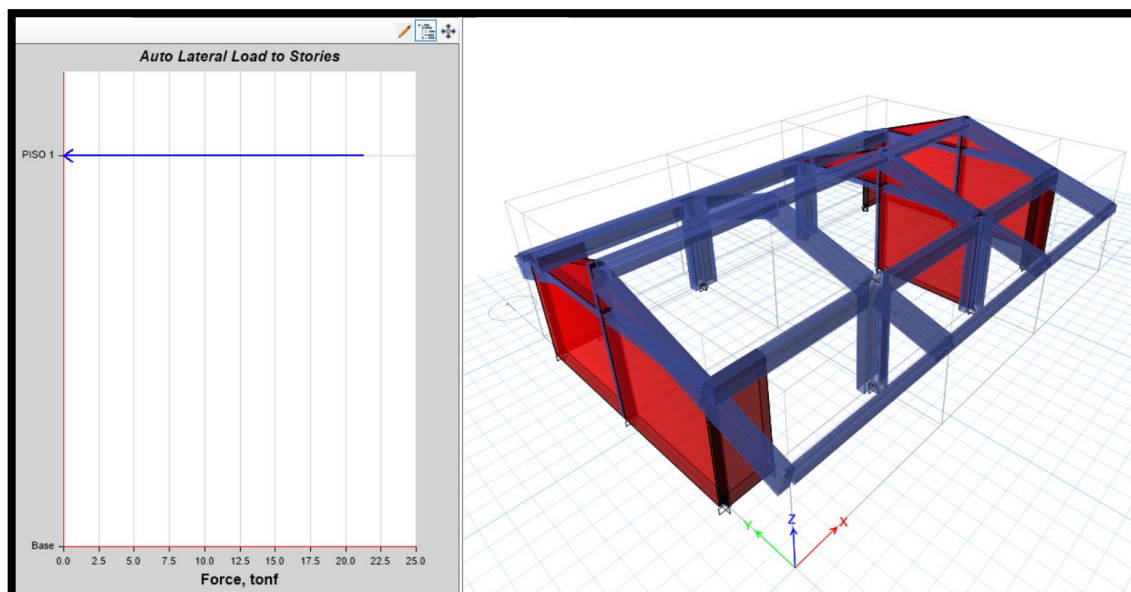 Auto Lateral Load to Stories
PISO 1
Base
0.0 2.5 5.0 7.5 10.0 12.5 15.0 17.5 20.0 22.5 25.0
Force, tonf
Y Z X